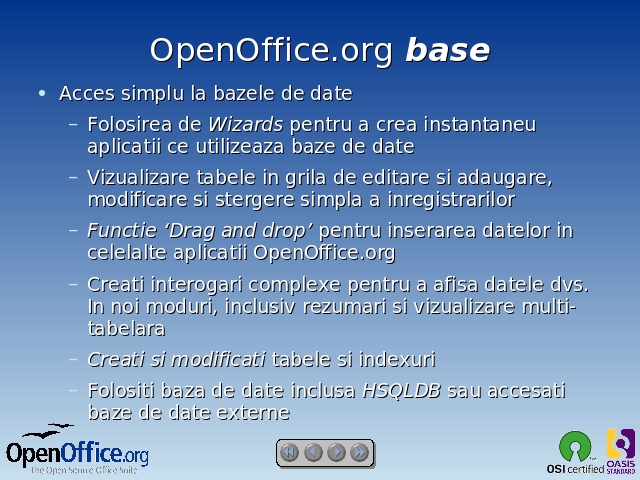 OpenOffice.org base
• Acces simplu la bazele de date
– Folosirea de Wizards pentru a crea instantaneu
aplicatii ce utilizeaza baze de date
– Vizualizare tabele in grila de editare si adaugare,
modificare si stergere simpla a inregistrarilor
– Functie ‘Drag and drop’ pentru inserarea datelor in
celelalte aplicatii OpenOffice.org
– Creati interogari complexe pentru a afisa datele dvs.
In noi moduri, inclusiv rezumari si vizualizare multi-
tabelara
– Creati si modificati tabele si indexuri
– Folositi baza de date inclusa HSQLDB sau accesati
baze de date externe
OpenOffice.org
The Open Source Office Suite
OSI certified
OASIS
STANDARD